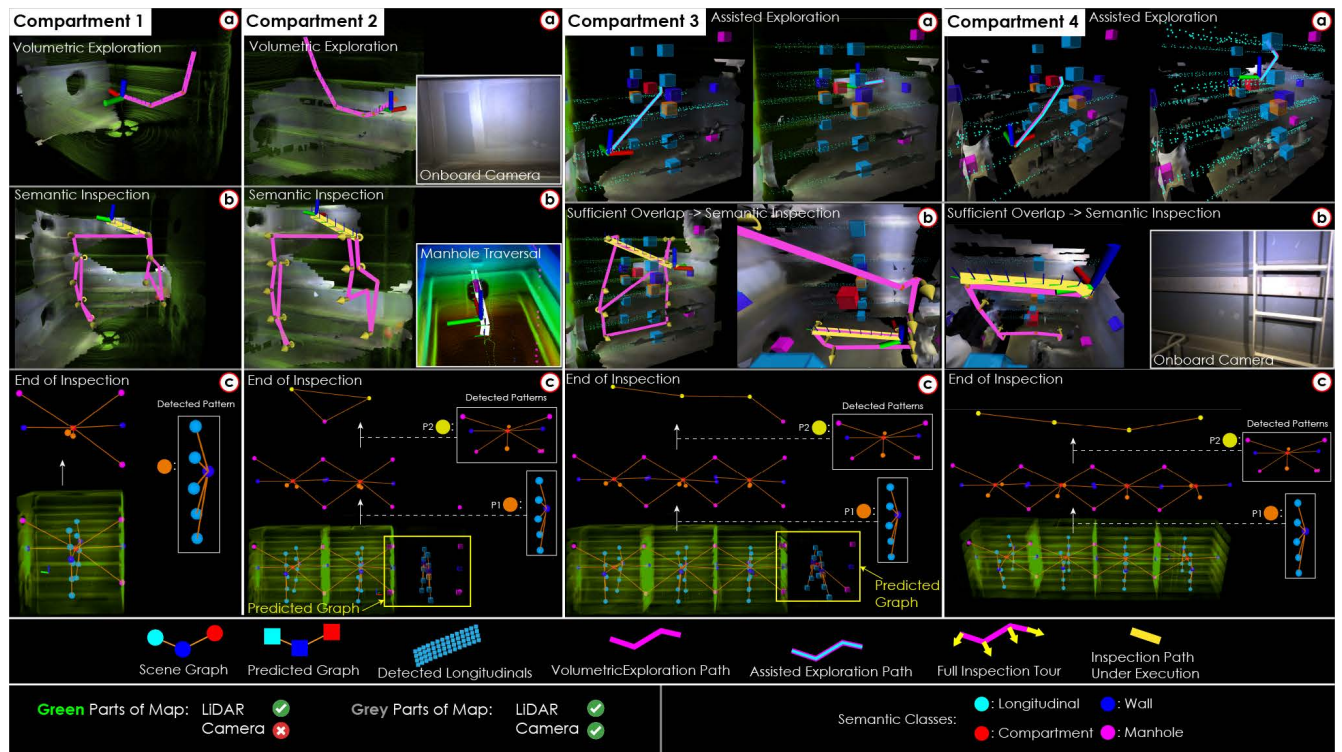 Compartment 1
a
Volumetric Exploration
Compartment 2
a
Volumetric Exploration
Onboard Camera
Compartment 3
Assisted Exploration
a
Compartment 4
Assisted Exploration
a
Semantic Inspection
b
Semantic Inspection
b
Manhole Traversal
Sufficient Overlap -> Semantic Inspection
b
Sufficient Overlap -> Semantic Inspection
b
Onboard Camera
End of Inspection
c
Detected Pattern
:
End of Inspection
c
Detected Patterns
P2 :
P1 :
Predicted Graph
End of Inspection
c
Detected Patterns
P2 :
P1 :
Predicted
Graph
End of Inspection
c
Detected Patterns
P2 :
P1 :
Scene Graph
Predicted Graph
Detected Longitudinals
VolumetricExploration Path
Assisted Exploration Path
Full Inspection Tour
Inspection Path
Under Execution
Green Parts of Map: LiDAR
Camera
Grey Parts of Map: LiDAR
Camera
Semantic Classes:
: Longitudinal
: Wall
: Compartment
: Manhole